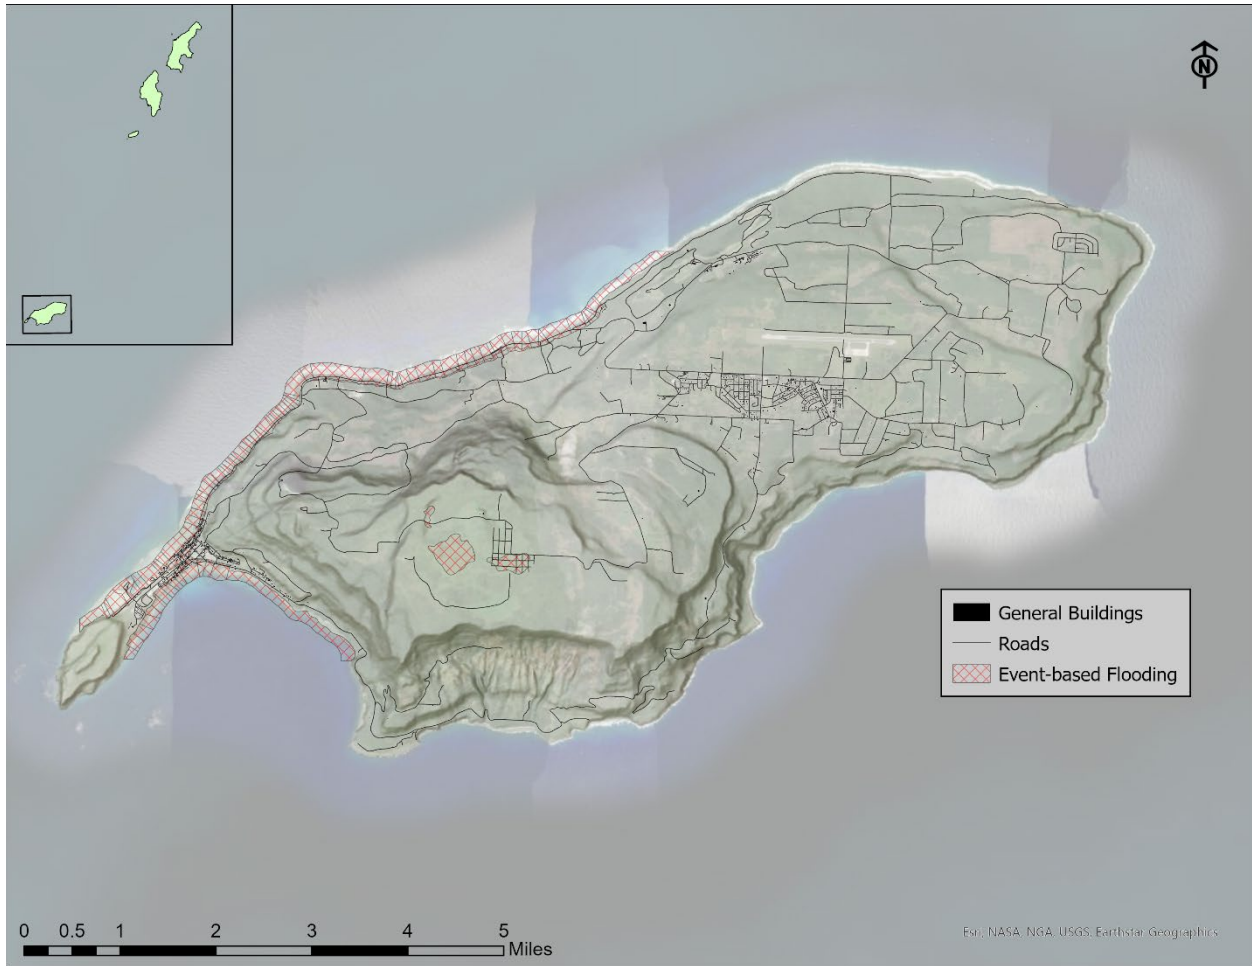 N
General Buildings
Roads
Event-based Flooding
0 0.5 1 2 3 4 5
Miles
Esri, NASA, NGA, USGS, Earthstar Geographics